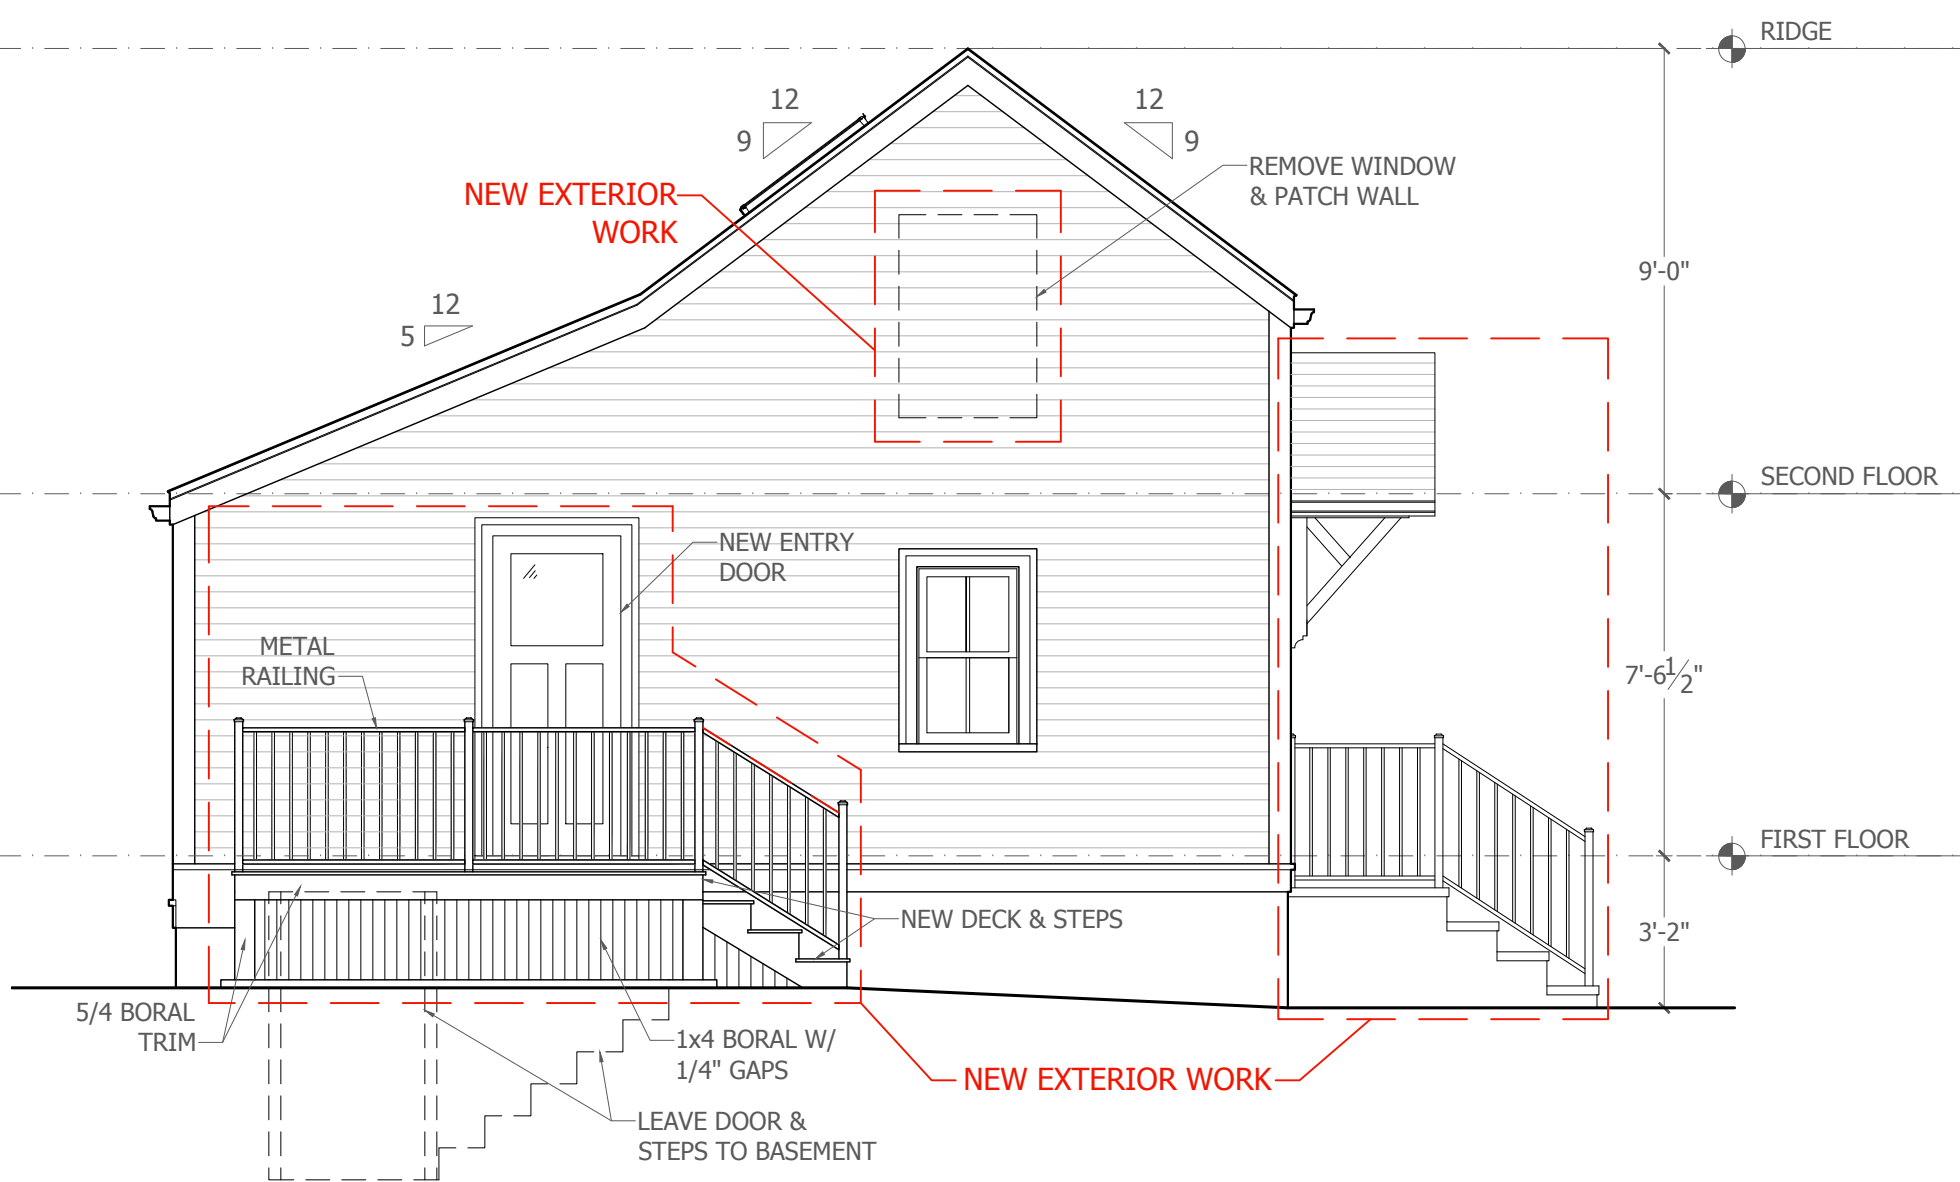 RIDGE
12
9
12
9
REMOVE WINDOW
& PATCH WALL
NEW EXTERIOR
WORK
9'-0"
12
5
SECOND FLOOR
NEW ENTRY
DOOR
METAL
RAILING
7'-6 1/2"
FIRST FLOOR
NEW DECK & STEPS
3'-2"
5/4 BORAL
TRIM
1x4 BORAL W/
1/4" GAPS
NEW EXTERIOR WORK
LEAVE DOOR &
STEPS TO BASEMENT